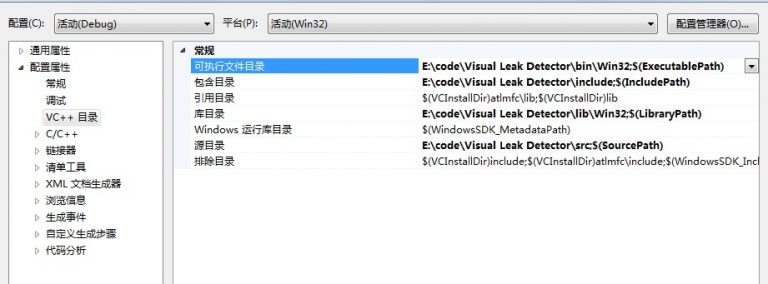 配置(C): 活动(Debug) 平台(P): 活动(Win32) 配置管理器(O)...
通用属性
配置属性
常规
调试
VC++ 目录
C/C++
链接器
清单工具
XML 文档生成器
浏览信息
生成事件
自定义生成步骤
代码分析
常规
可执行文件目录 E:\code\Visual Leak Detector\bin\Win32;$(ExecutablePath)
包含目录 E:\code\Visual Leak Detector\include;$(IncludePath)
引用目录 $(VCInstallDir)atlmfc\lib;$(VCInstallDir)lib
库目录 E:\code\Visual Leak Detector\lib\Win32;$(LibraryPath)
Windows 运行库目录 $(WindowsSDK_MetadataPath)
源目录 E:\code\Visual Leak Detector\src;$(SourcePath)
排除目录 $(VCInstallDir)include;$(VCInstallDir)atlmfc\include;$(WindowsSDK_Incl